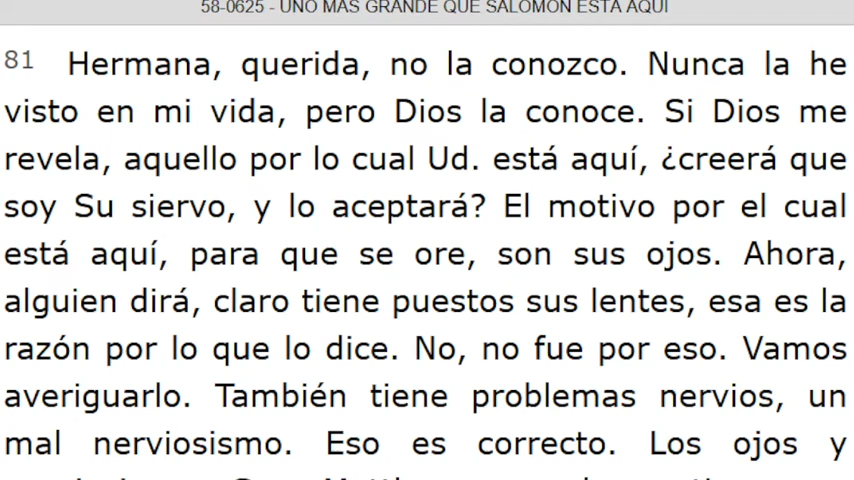 58-0625 - UNO MAS GRANDE QUE SALOMON ESTA AQUI
81 Hermana, querida, no la conozco. Nunca la he
visto en mi vida, pero Dios la conoce. Si Dios me
revela, aquello por lo cual Ud. está aquí, ¿creerá que
soy Su siervo, y lo aceptará? El motivo por el cual
está aquí, para que se ore, son sus ojos. Ahora,
alguien dirá, claro tiene puestos sus lentes, esa es la
razón por lo que lo dice. No, no fue por eso. Vamos
averiguarlo. También tiene problemas nervios, un
mal nerviosismo. Eso es correcto. Los ojos y